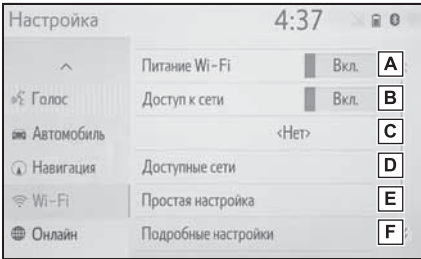 Настройка 4:37
Питание Wi-Fi Вкл. A
Голос Доступ к сети Вкл. B
Автомобиль <Нет> C
Навигация Доступные сети D
Wi-Fi Простая настройка E
Онлайн Подробные настройки F